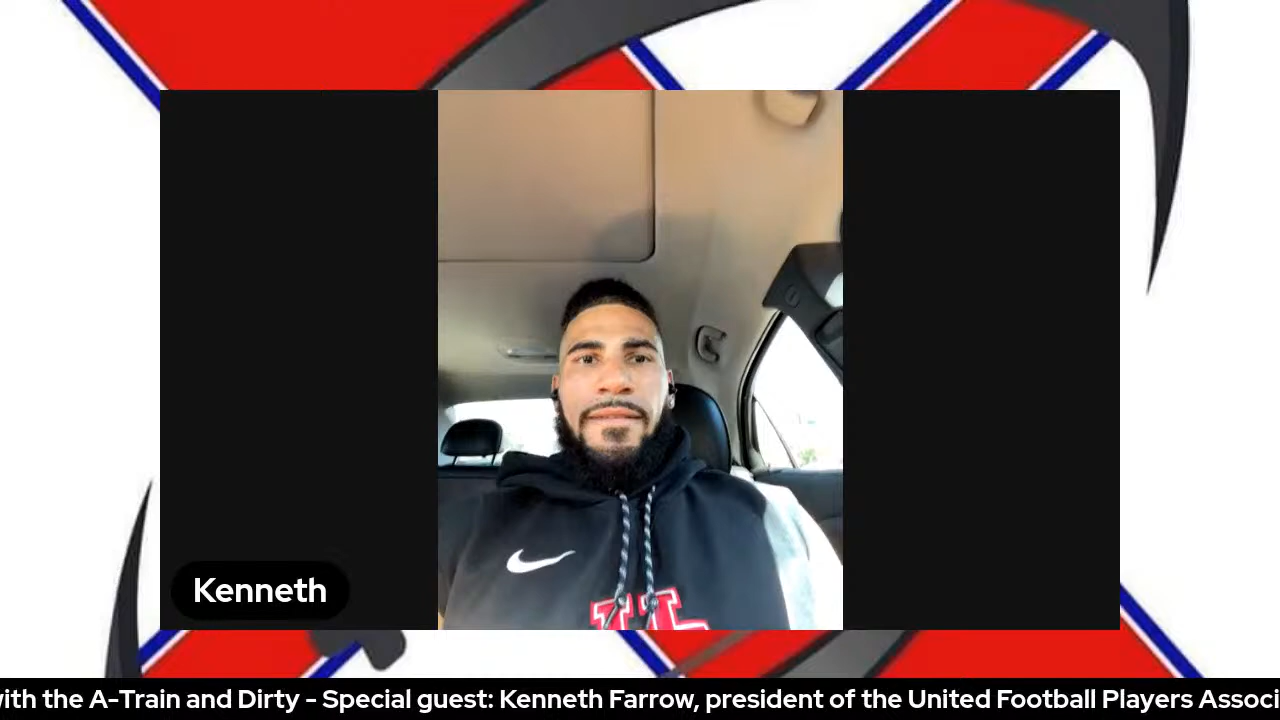 Kenneth
with the A-Train and Dirty - Special guest: Kenneth Farrow, president of the United Football Players Associ